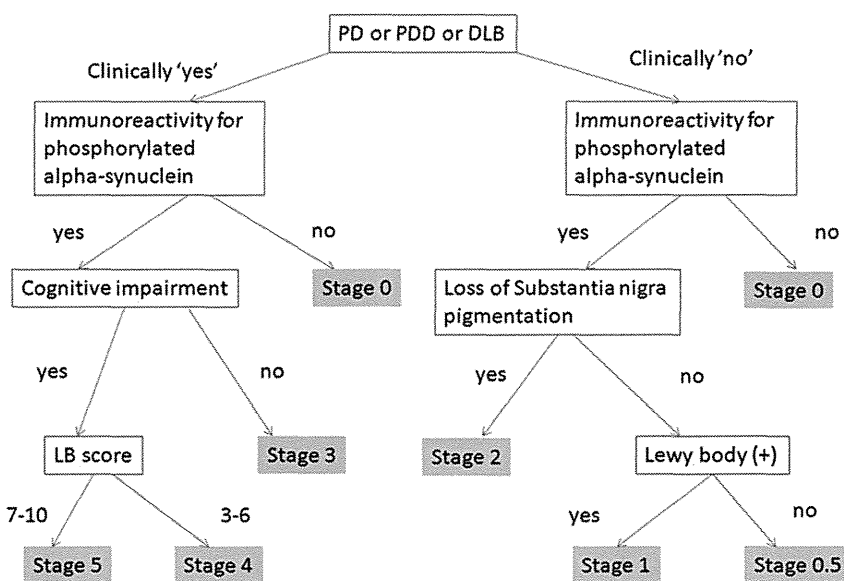 PD or PDD or DLB
Clinically 'yes'
Clinically 'no'
Immunoreactivity for
phosphorylated
alpha-synuclein
Immunoreactivity for
phosphorylated
alpha-synuclein
yes
no
yes
no
Cognitive impairment
Stage 0
Loss of Substantia nigra
pigmentation
Stage 0
yes
no
yes
no
LB score
Stage 3
Stage 2
Lewy body (+)
7-10
3-6
yes
no
Stage 5
Stage 4
Stage 1
Stage 0.5